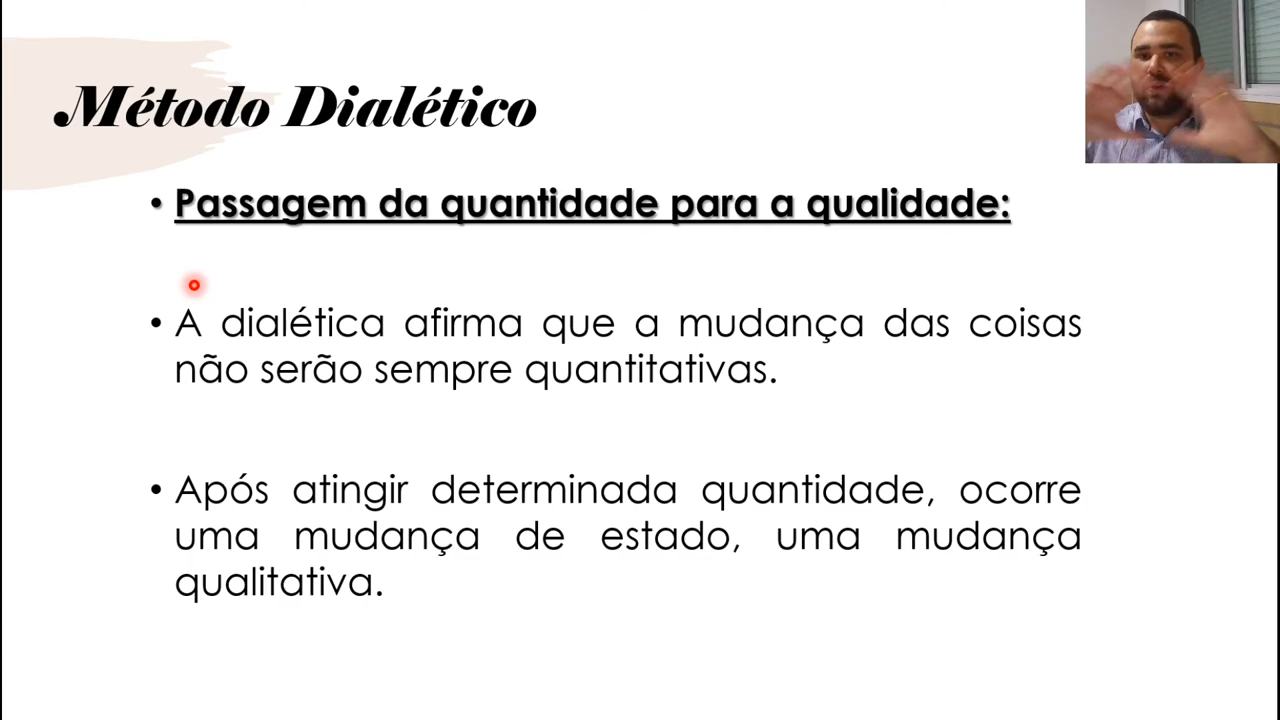 Método Dialético
• Passagem da quantidade para a qualidade:
• A dialética afirma que a mudança das coisas
não serão sempre quantitativas.
• Após atingir determinada quantidade, ocorre
uma mudança de estado, uma mudança
qualitativa.